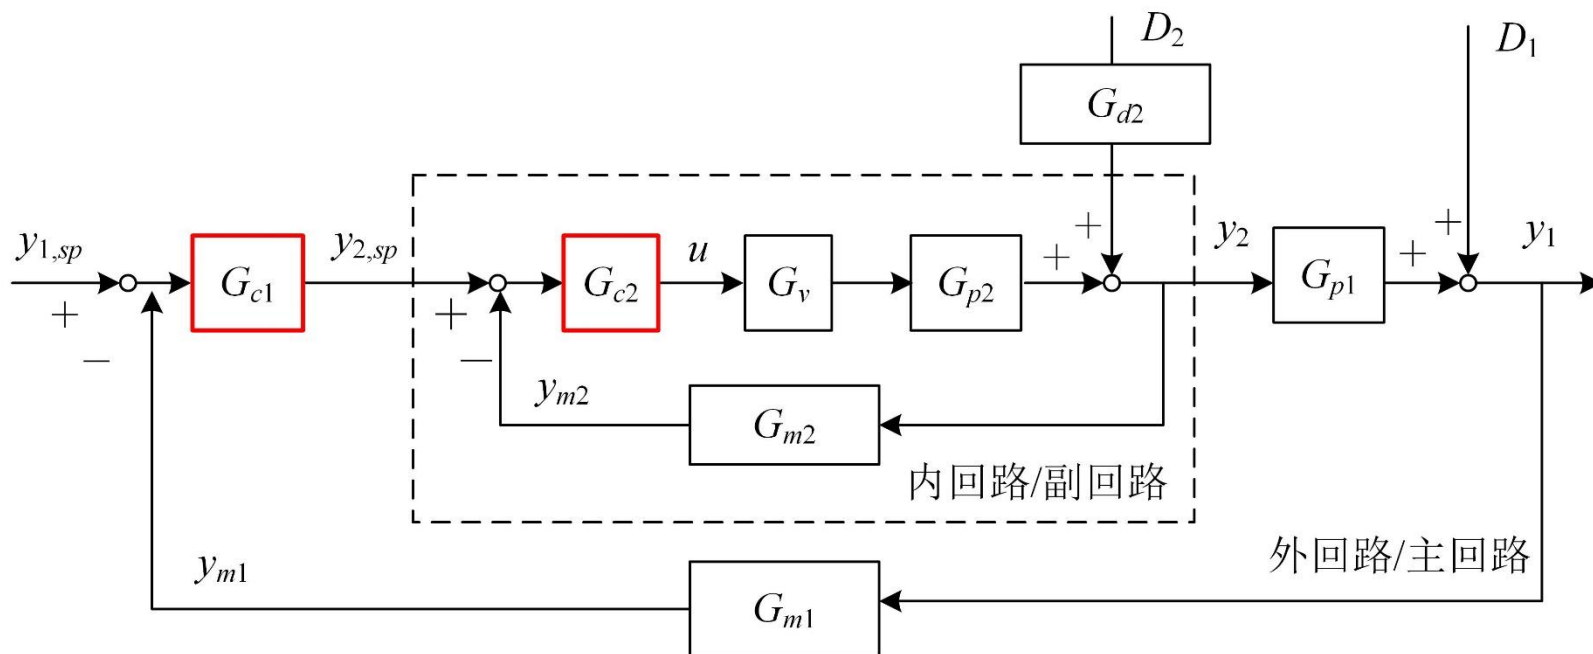 D2
D1
Gd2
y1,sp
+
−
Gc1
y2,sp
+
−
Gc2
u
Gv
Gp2
+
+
y2
Gp1
+
+
y1
ym2
Gm2
内回路/副回路
外回路/主回路
ym1
Gm1